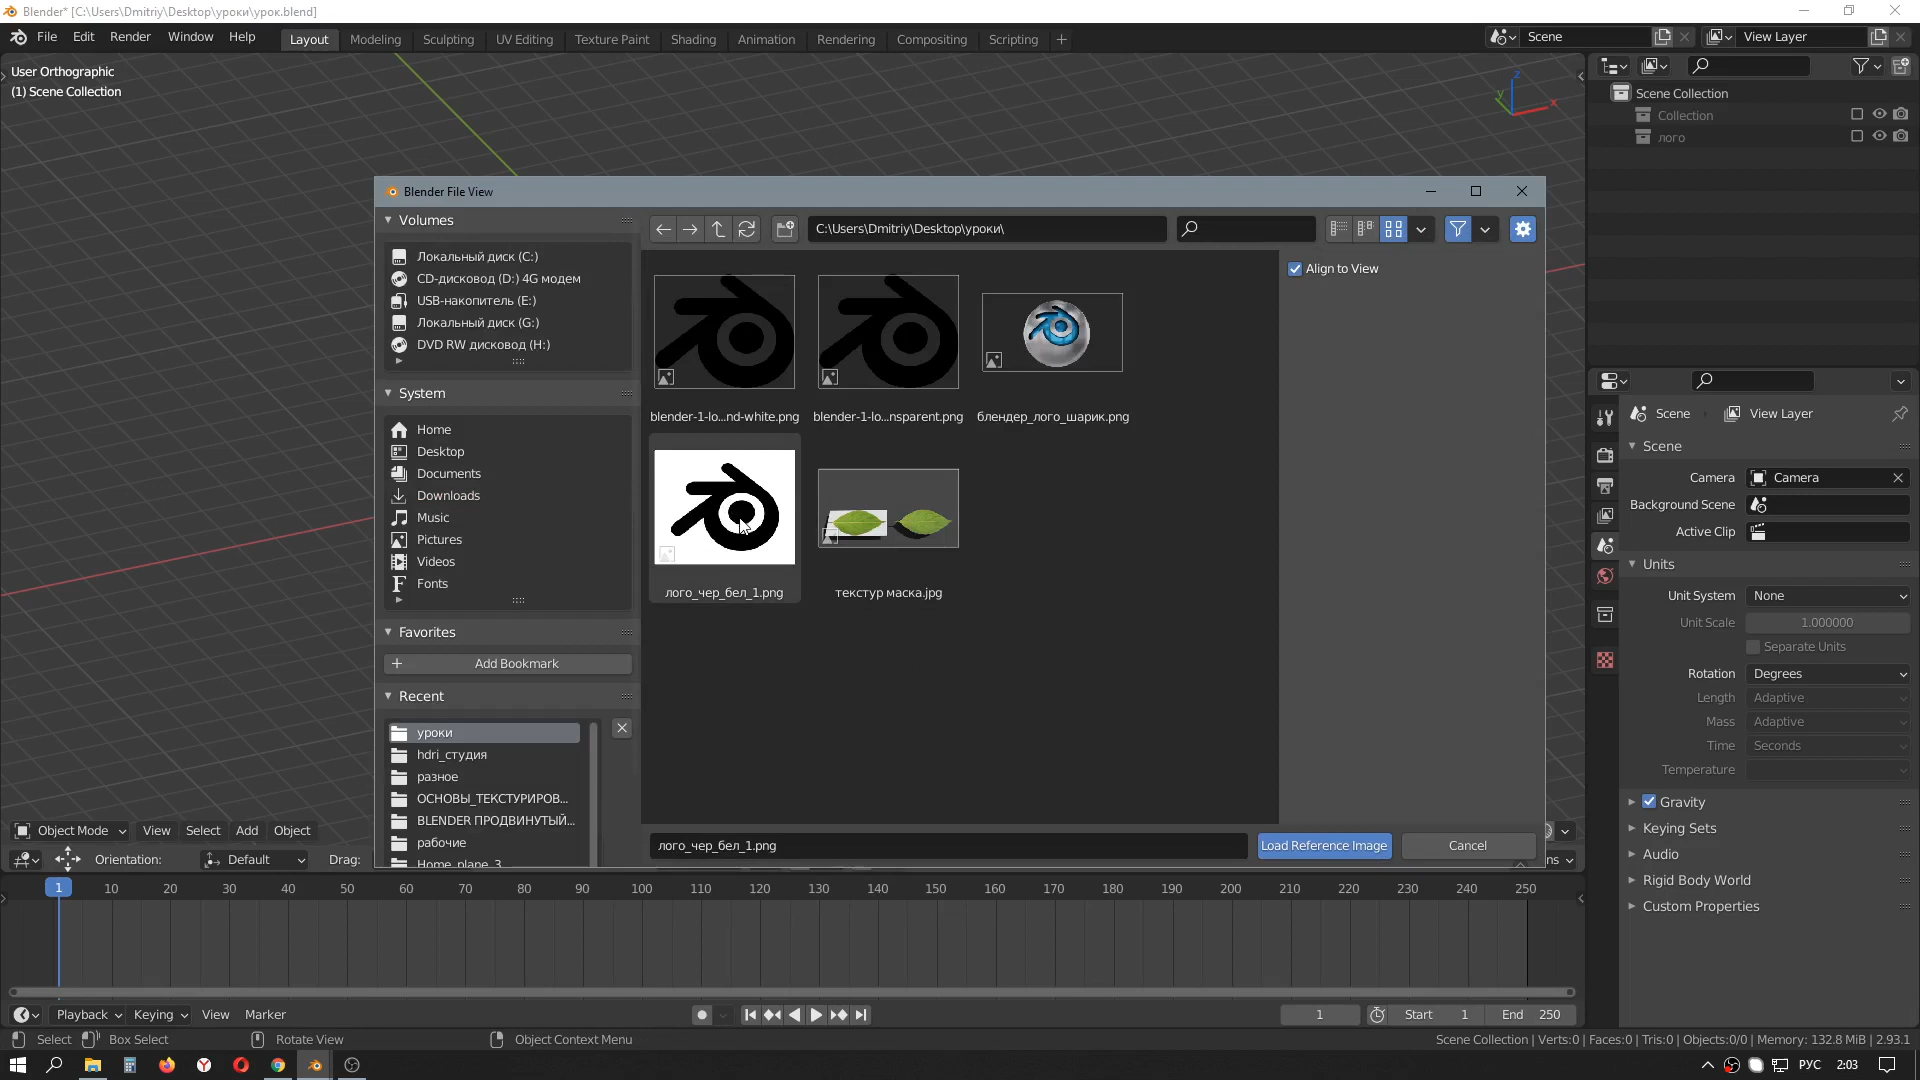 Blender* [C:\Users\Dmitriy\Desktop\уроки\урок.blend]
File Edit Render Window Help
Layout Modeling Sculpting UV Editing Texture Paint Shading Animation Rendering Compositing Scripting +
Scene
View Layer
User Orthographic
(1) Scene Collection
Z
Y
X
Scene Collection
Collection
лого
Blender File View
Volumes
Локальный диск (C:)
CD-дисковод (D:) 4G модем
USB-накопитель (E:)
Локальный диск (G:)
DVD RW дисковод (H:)
System
Home
Desktop
Documents
Downloads
Music
Pictures
Videos
Fonts
Favorites
Add Bookmark
Recent
уроки
hdri_студия
разное
ОСНОВЫ_ТЕКСТУРИРОВ...
BLENDER ПРОДВИНУТЫЙ...
рабочие
Home_plane_3
C:\Users\Dmitriy\Desktop\уроки\
blender-1-lo...nd-white.png
blender-1-lo...nsparent.png
блендер_лого_шарик.png
лого_чер_бел_1.png
текстур маска.jpg
Align to View
лого_чер_бел_1.png
Load Reference Image
Cancel
Scene View Layer
Scene
Camera Camera
Background Scene
Active Clip
Units
Unit System None
Unit Scale 1.000000
Separate Units
Rotation Degrees
Length Adaptive
Mass Adaptive
Time Seconds
Temperature
Gravity
Keying Sets
Audio
Rigid Body World
Custom Properties
Object Mode View Select Add Object
Orientation: Default Drag:
ns
1 10 20 30 40 50 60 70 80 90 100 110 120 130 140 150 160 170 180 190 200 210 220 230 240 250
Playback Keying View Marker
1 Start 1 End 250
Select Box Select Rotate View Object Context Menu
Scene Collection | Verts:0 | Faces:0 | Tris:0 | Objects:0/0 | Memory: 132.8 MiB | 2.93.1
РУС 2:03